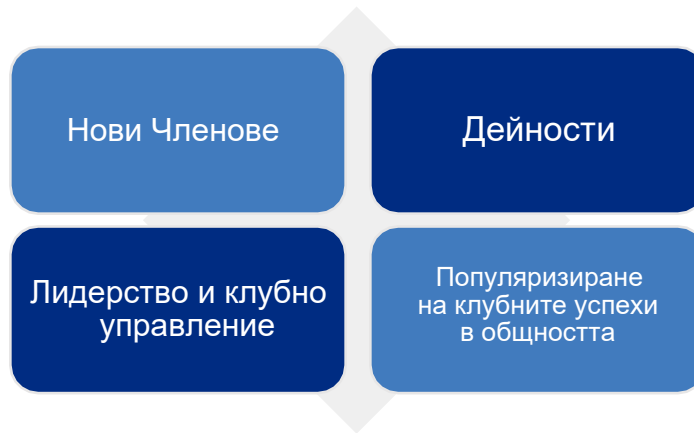 Нови Членове
Дейности
Лидерство и клубно
управление
Популяризиране
на клубните успехи
в общността